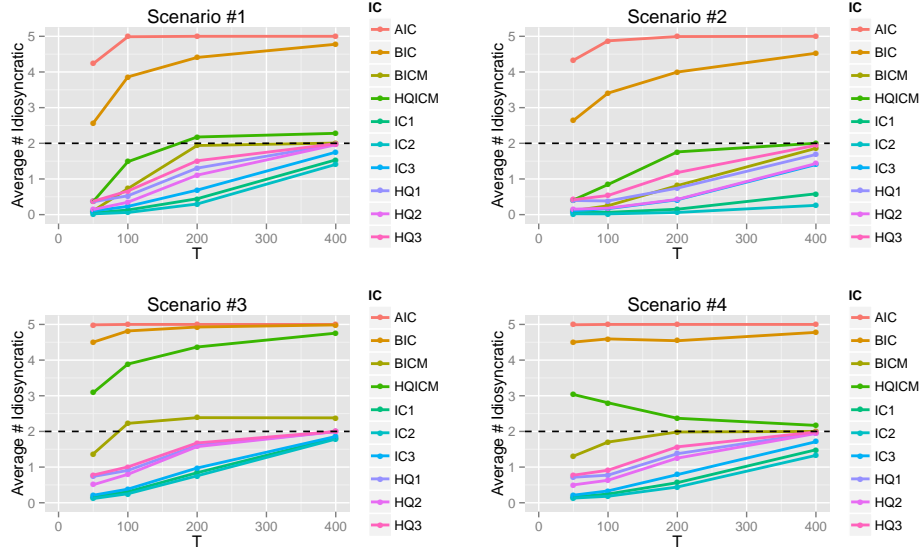 Scenario #1
Average # Idiosyncratic
5
4
3
2
1
0
0 100 200 300 400
T
IC
AIC
BIC
BICM
HQICM
IC1
IC2
IC3
HQ1
HQ2
HQ3
Scenario #2
Average # Idiosyncratic
5
4
3
2
1
0
0 100 200 300 400
T
IC
AIC
BIC
BICM
HQICM
IC1
IC2
IC3
HQ1
HQ2
HQ3
Scenario #3
Average # Idiosyncratic
5
4
3
2
1
0
0 100 200 300 400
T
IC
AIC
BIC
BICM
HQICM
IC1
IC2
IC3
HQ1
HQ2
HQ3
Scenario #4
Average # Idiosyncratic
5
4
3
2
1
0
0 100 200 300 400
T
IC
AIC
BIC
BICM
HQICM
IC1
IC2
IC3
HQ1
HQ2
HQ3